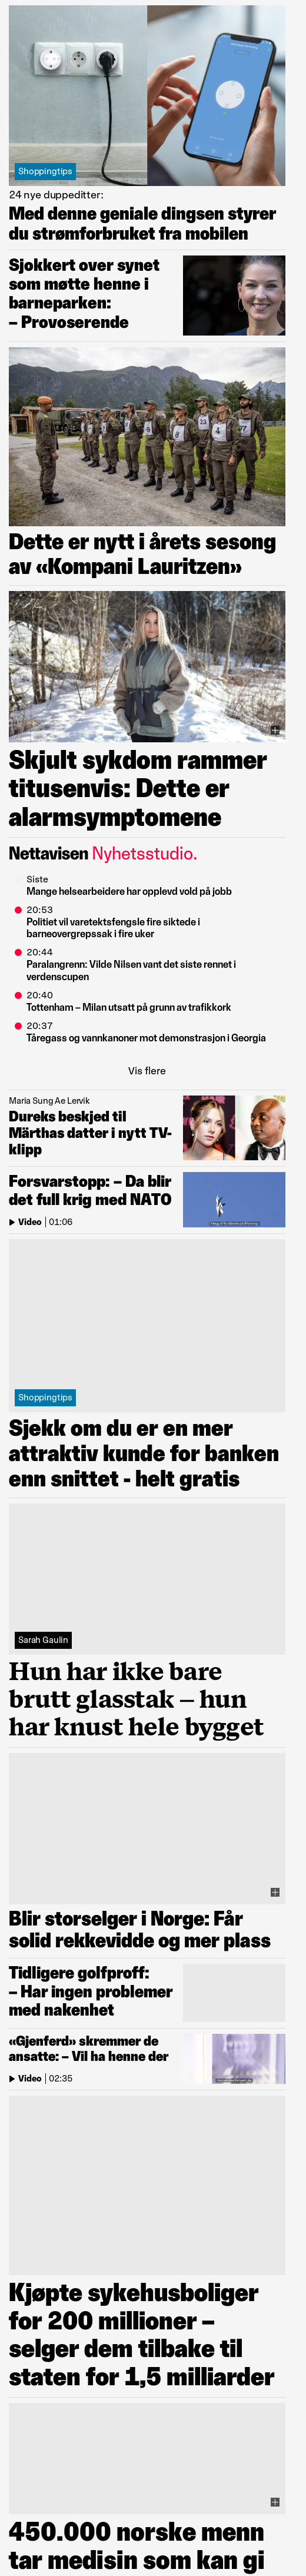 Shoppingtips
24 nye duppeditter:
Med denne geniale dingsen styrer
du strømforbruket fra mobilen
Sjokkert over synet
som møtte henne i
barneparken:
– Provoserende
Dette er nytt i årets sesong
av «Kompani Lauritzen»
Skjult sykdom rammer
titusenvis: Dette er
alarmsymptomene
Nettavisen Nyhetsstudio.
Siste
Mange helsearbeidere har opplevd vold på jobb
20:53
Politiet vil varetektsfengsle fire siktede i
barneovergrepssak i fire uker
20:44
Paralangrenn: Vilde Nilsen vant det siste rennet i
verdenscupen
20:40
Tottenham – Milan utsatt på grunn av trafikkork
20:37
Tåregass og vannkanoner mot demonstrasjon i Georgia
Vis flere
Maria Sung Ae Lervik
Dureks beskjed til
Märthas datter i nytt TV-
klipp
Forsvarstopp: – Da blir
det full krig med NATO
Video | 01:06
Shoppingtips
Sjekk om du er en mer
attraktiv kunde for banken
enn snittet - helt gratis
Sarah Gaulin
Hun har ikke bare
brutt glasstak – hun
har knust hele bygget
Blir storselger i Norge: Får
solid rekkevidde og mer plass
Tidligere golfproff:
– Har ingen problemer
med nakenhet
«Gjenferd» skremmer de
ansatte: – Vil ha henne der
Video | 02:35
Kjøpte sykehusboliger
for 200 millioner –
selger dem tilbake til
staten for 1,5 milliarder
450.000 norske menn
tar medisin som kan gi